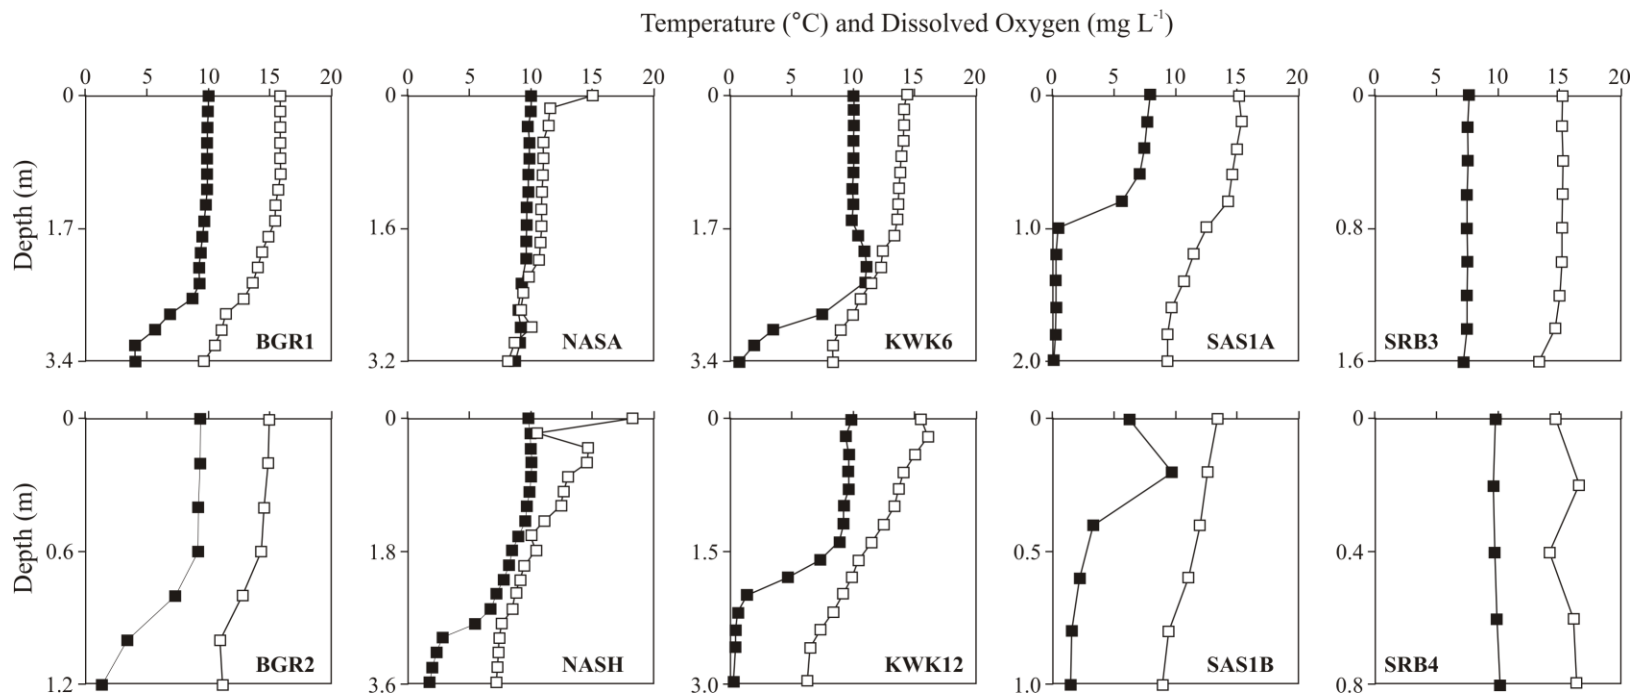 Temperature (°C) and Dissolved Oxygen (mg L⁻¹)
0 5 10 15 20 0 5 10 15 20 0 5 10 15 20 0 5 10 15 20 0 5 10 15 20
0 0 0 0 0
Depth (m)
1.7 1.6 1.7 1.0 0.8
BGR1 NASA KWK6 SAS1A SRB3
3.4 3.2 3.4 2.0 1.6
0 0 0 0 0
Depth (m)
0.6 1.8 1.5 0.5 0.4
BGR2 NASH KWK12 SAS1B SRB4
1.2 3.6 3.0 1.0 0.8